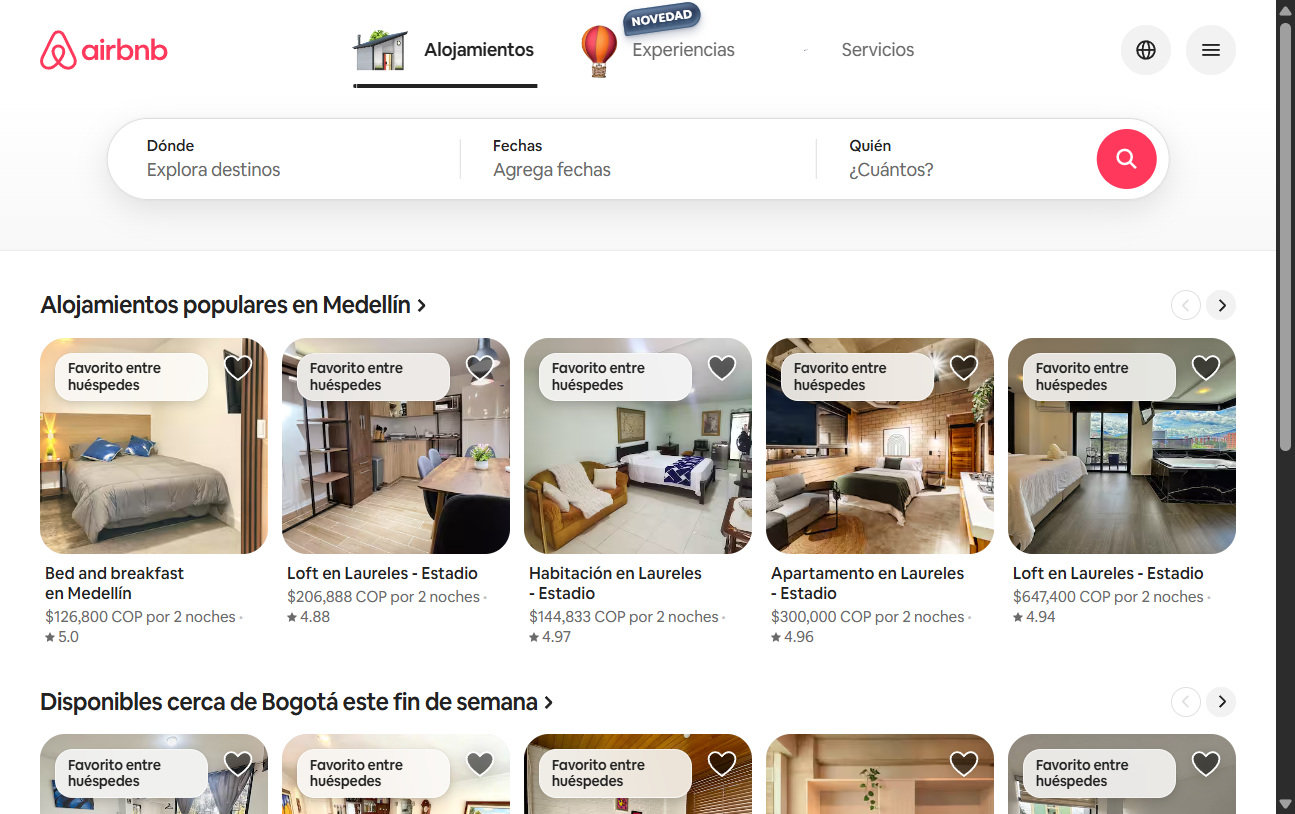 airbnb
Alojamientos
NOVEDAD
Experiencias
Servicios
Dónde
Explora destinos
Fechas
Agrega fechas
Quién
¿Cuántos?
Alojamientos populares en Medellín
Favorito entre
huéspedes
Bed and breakfast
en Medellín
$126,800 COP por 2 noches ·
★ 5.0
Favorito entre
huéspedes
Loft en Laureles - Estadio
$206,888 COP por 2 noches ·
★ 4.88
Favorito entre
huéspedes
Habitación en Laureles
- Estadio
$144,833 COP por 2 noches ·
★ 4.97
Favorito entre
huéspedes
Apartamento en Laureles
- Estadio
$300,000 COP por 2 noches ·
★ 4.96
Favorito entre
huéspedes
Loft en Laureles - Estadio
$647,400 COP por 2 noches ·
★ 4.94
Disponibles cerca de Bogotá este fin de semana
Favorito entre
huéspedes
Favorito entre
huéspedes
Favorito entre
huéspedes
Favorito entre
huéspedes